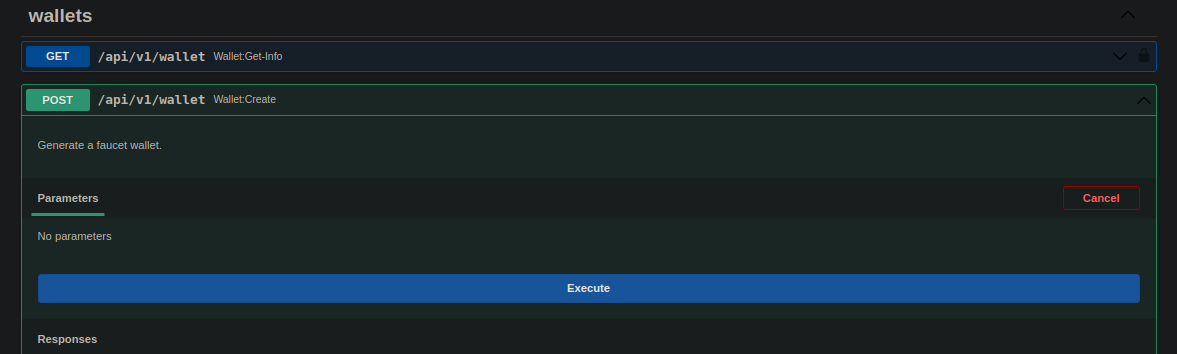 wallets
GET /api/v1/wallet Wallet:Get-Info
POST /api/v1/wallet Wallet:Create
Generate a faucet wallet.
Parameters Cancel
No parameters
Execute
Responses